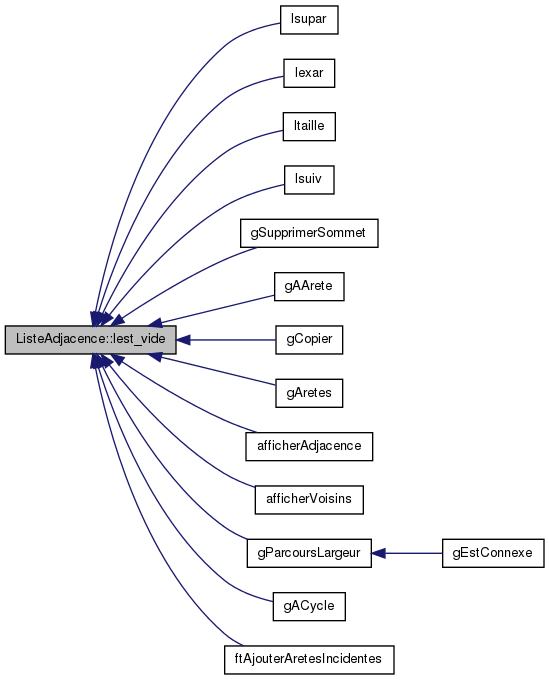 lsupar
lexar
ltaille
lsuiv
gSupprimerSommet
gAArete
ListeAdjacence::lest_vide
gCopier
gAretes
afficherAdjacence
afficherVoisins
gParcoursLargeur
gEstConnexe
gACycle
ftAjouterAretesIncidentes